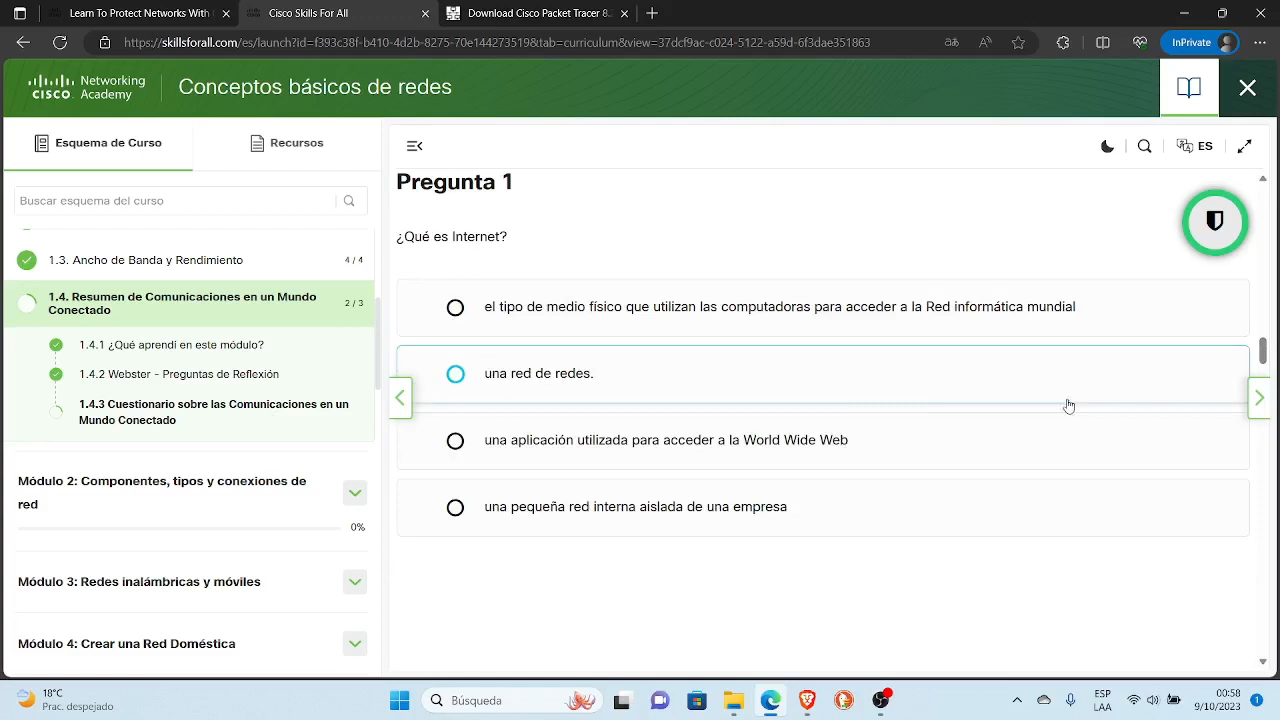 Learn To Protect Networks With
Cisco Skills For All
Download Cisco Packet Tracer 8.
https://skillsforall.com/es/launch?id=f393c38f-b410-4d2b-8275-70e144295519&tab=curriculum&view=37dcf9ac-c024-5122-a59d-6f3dae351863
InPrivate
CISCO
Networking
Academy
Conceptos básicos de redes
Esquema de Curso
Recursos
ES
Buscar esquema del curso
1.3. Ancho de Banda y Rendimiento
4 / 4
1.4. Resumen de Comunicaciones en un Mundo
Conectado
2 / 3
1.4.1 ¿Qué aprendí en este módulo?
1.4.2 Webster - Preguntas de Reflexión
1.4.3 Cuestionario sobre las Comunicaciones en un
Mundo Conectado
Módulo 2: Componentes, tipos y conexiones de
red
0%
Módulo 3: Redes inalámbricas y móviles
Módulo 4: Crear una Red Doméstica
Pregunta 1
¿Qué es Internet?
el tipo de medio físico que utilizan las computadoras para acceder a la Red informática mundial
una red de redes.
una aplicación utilizada para acceder a la World Wide Web
una pequeña red interna aislada de una empresa
18°C
Prac. despejado
Búsqueda
ESP
LAA
00:58
9/10/2023
1